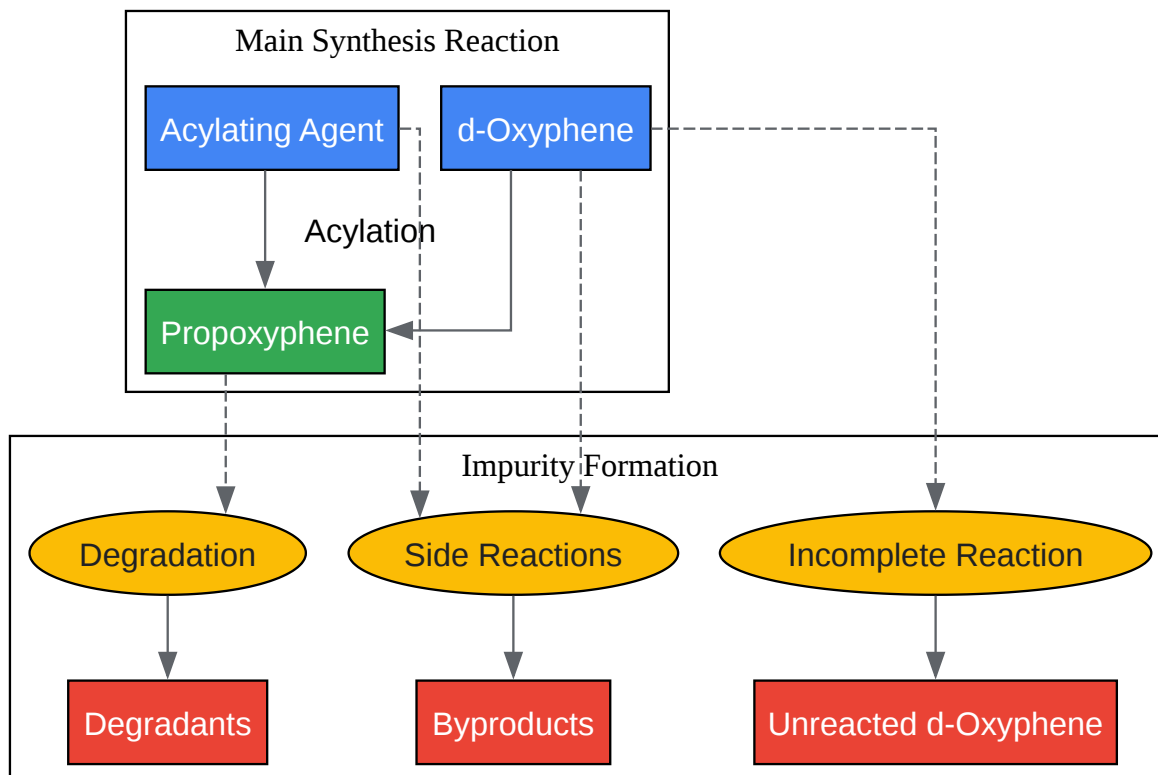 Main Synthesis Reaction
Acylating Agent
d-Oxyphene
Acylation
Propoxyphene
Impurity Formation
Degradation
Side Reactions
Incomplete Reaction
Degradants
Byproducts
Unreacted d-Oxyphene